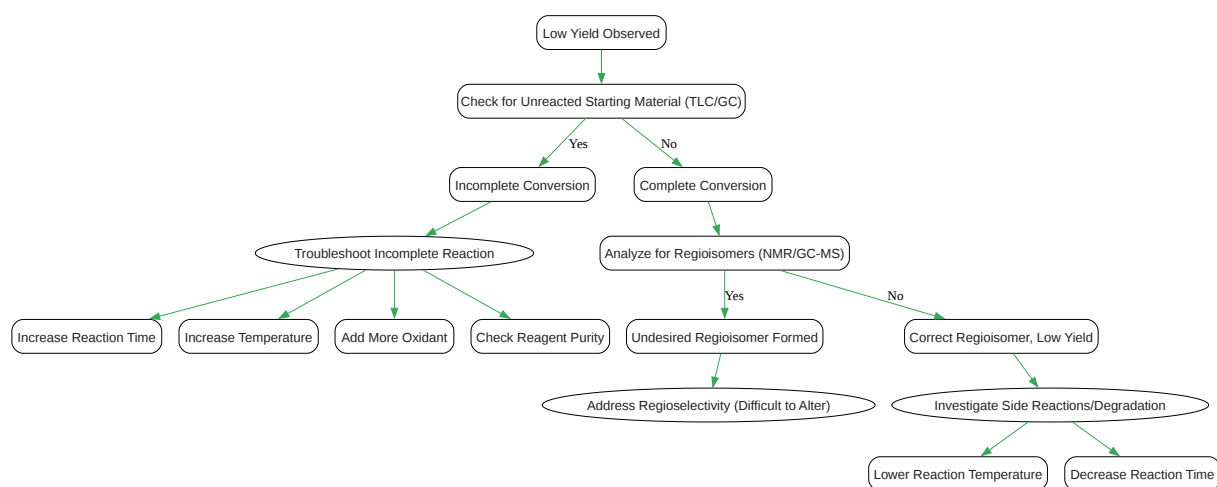 Low Yield Observed
Check for Unreacted Starting Material (TLC/GC)
Yes
No
Incomplete Conversion
Complete Conversion
Troubleshoot Incomplete Reaction
Analyze for Regioisomers (NMR/GC-MS)
Yes
No
Increase Reaction Time
Increase Temperature
Add More Oxidant
Check Reagent Purity
Undesired Regioisomer Formed
Correct Regioisomer, Low Yield
Address Regioselectivity (Difficult to Alter)
Investigate Side Reactions/Degradation
Lower Reaction Temperature
Decrease Reaction Time